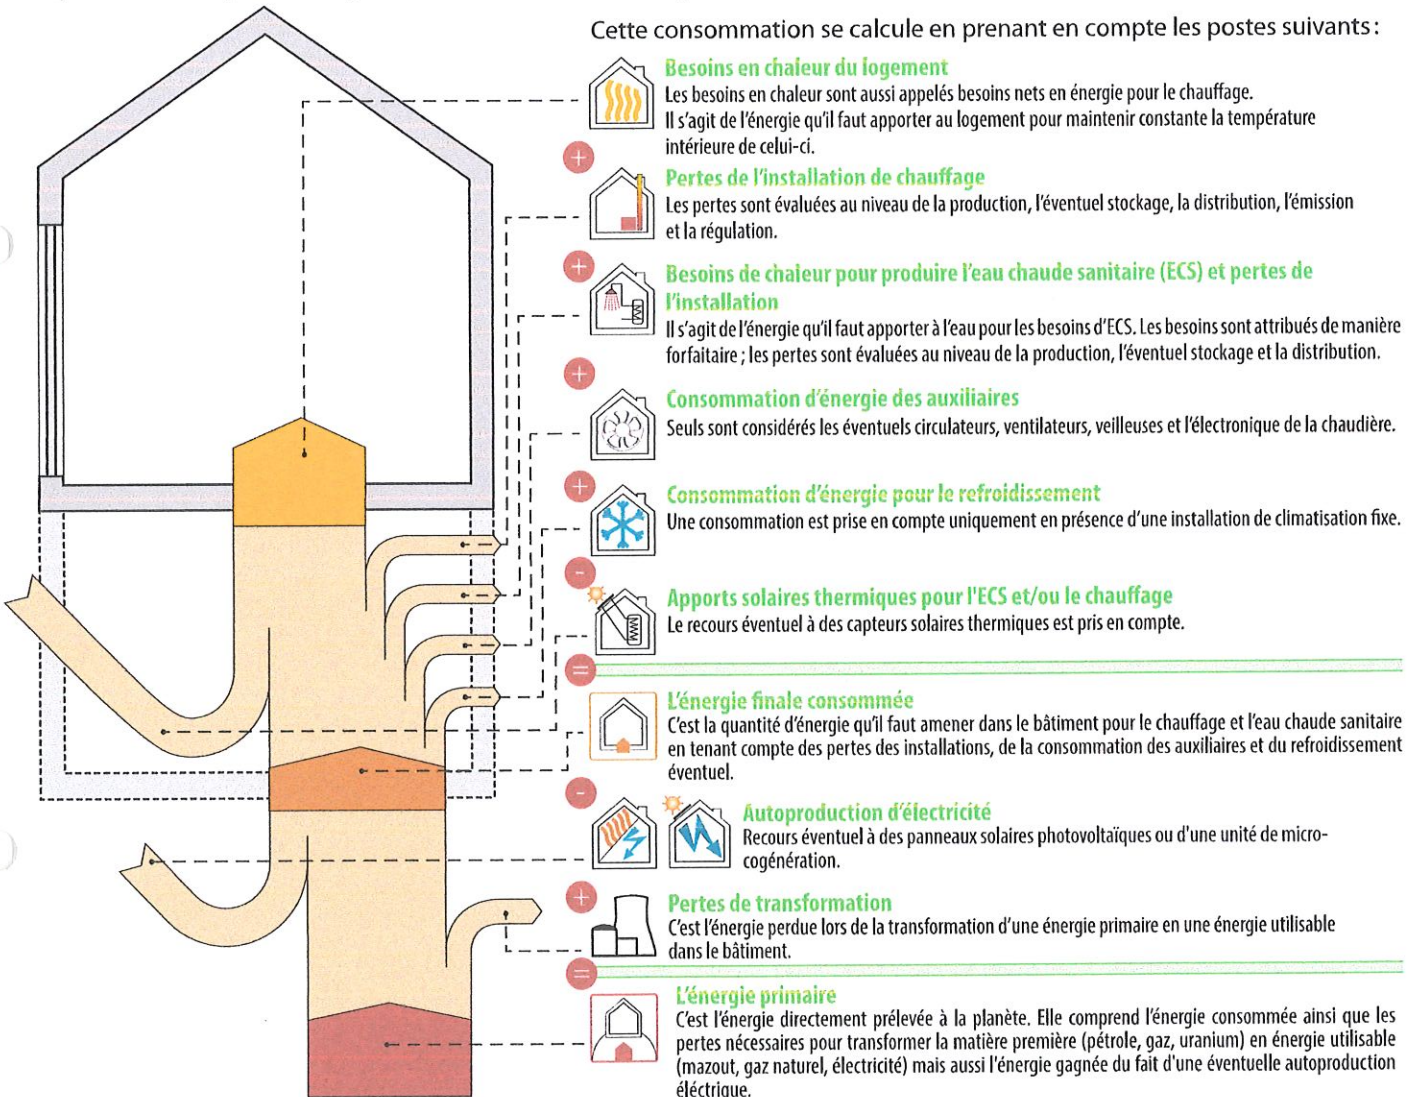 Cette consommation se calcule en prenant en compte les postes suivants :
Besoins en chaleur du logement
Les besoins en chaleur sont aussi appelés besoins nets en énergie pour le chauffage.
Il s'agit de l'énergie qu'il faut apporter au logement pour maintenir constante la température
intérieure de celui-ci.
+
Pertes de l'installation de chauffage
Les pertes sont évaluées au niveau de la production, l'éventuel stockage, la distribution, l'émission
et la régulation.
+
Besoins de chaleur pour produire l'eau chaude sanitaire (ECS) et pertes de
l'installation
Il s'agit de l'énergie qu'il faut apporter à l'eau pour les besoins d'ECS. Les besoins sont attribués de manière
forfaitaire ; les pertes sont évaluées au niveau de la production, l'éventuel stockage et la distribution.
+
Consommation d'énergie des auxiliaires
Seuls sont considérés les éventuels circulateurs, ventilateurs, veilleuses et l'électronique de la chaudière.
+
Consommation d'énergie pour le refroidissement
Une consommation est prise en compte uniquement en présence d'une installation de climatisation fixe.
-
Apports solaires thermiques pour l'ECS et/ou le chauffage
Le recours éventuel à des capteurs solaires thermiques est pris en compte.
=
L'énergie finale consommée
C'est la quantité d'énergie qu'il faut amener dans le bâtiment pour le chauffage et l'eau chaude sanitaire
en tenant compte des pertes des installations, de la consommation des auxiliaires et du refroidissement
éventuel.
-
Autoproduction d'électricité
Recours éventuel à des panneaux solaires photovoltaïques ou d'une unité de micro-
cogénération.
+
Pertes de transformation
C'est l'énergie perdue lors de la transformation d'une énergie primaire en une énergie utilisable
dans le bâtiment.
=
L'énergie primaire
C'est l'énergie directement prélevée à la planète. Elle comprend l'énergie consommée ainsi que les
pertes nécessaires pour transformer la matière première (pétrole, gaz, uranium) en énergie utilisable
(mazout, gaz naturel, électricité) mais aussi l'énergie gagnée du fait d'une éventuelle autoproduction
éléctrique.